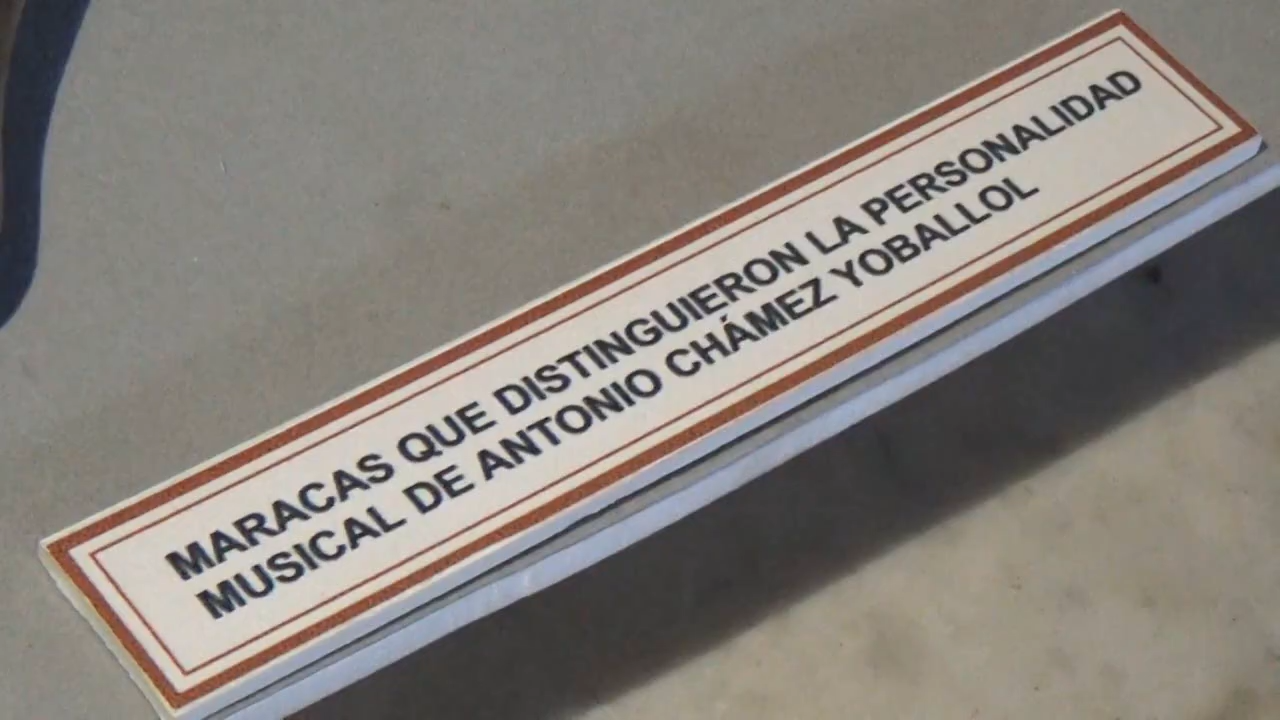 MARACAS QUE DISTINGUIERON LA PERSONALIDAD
MUSICAL DE ANTONIO CHÁMEZ YOBALLOL